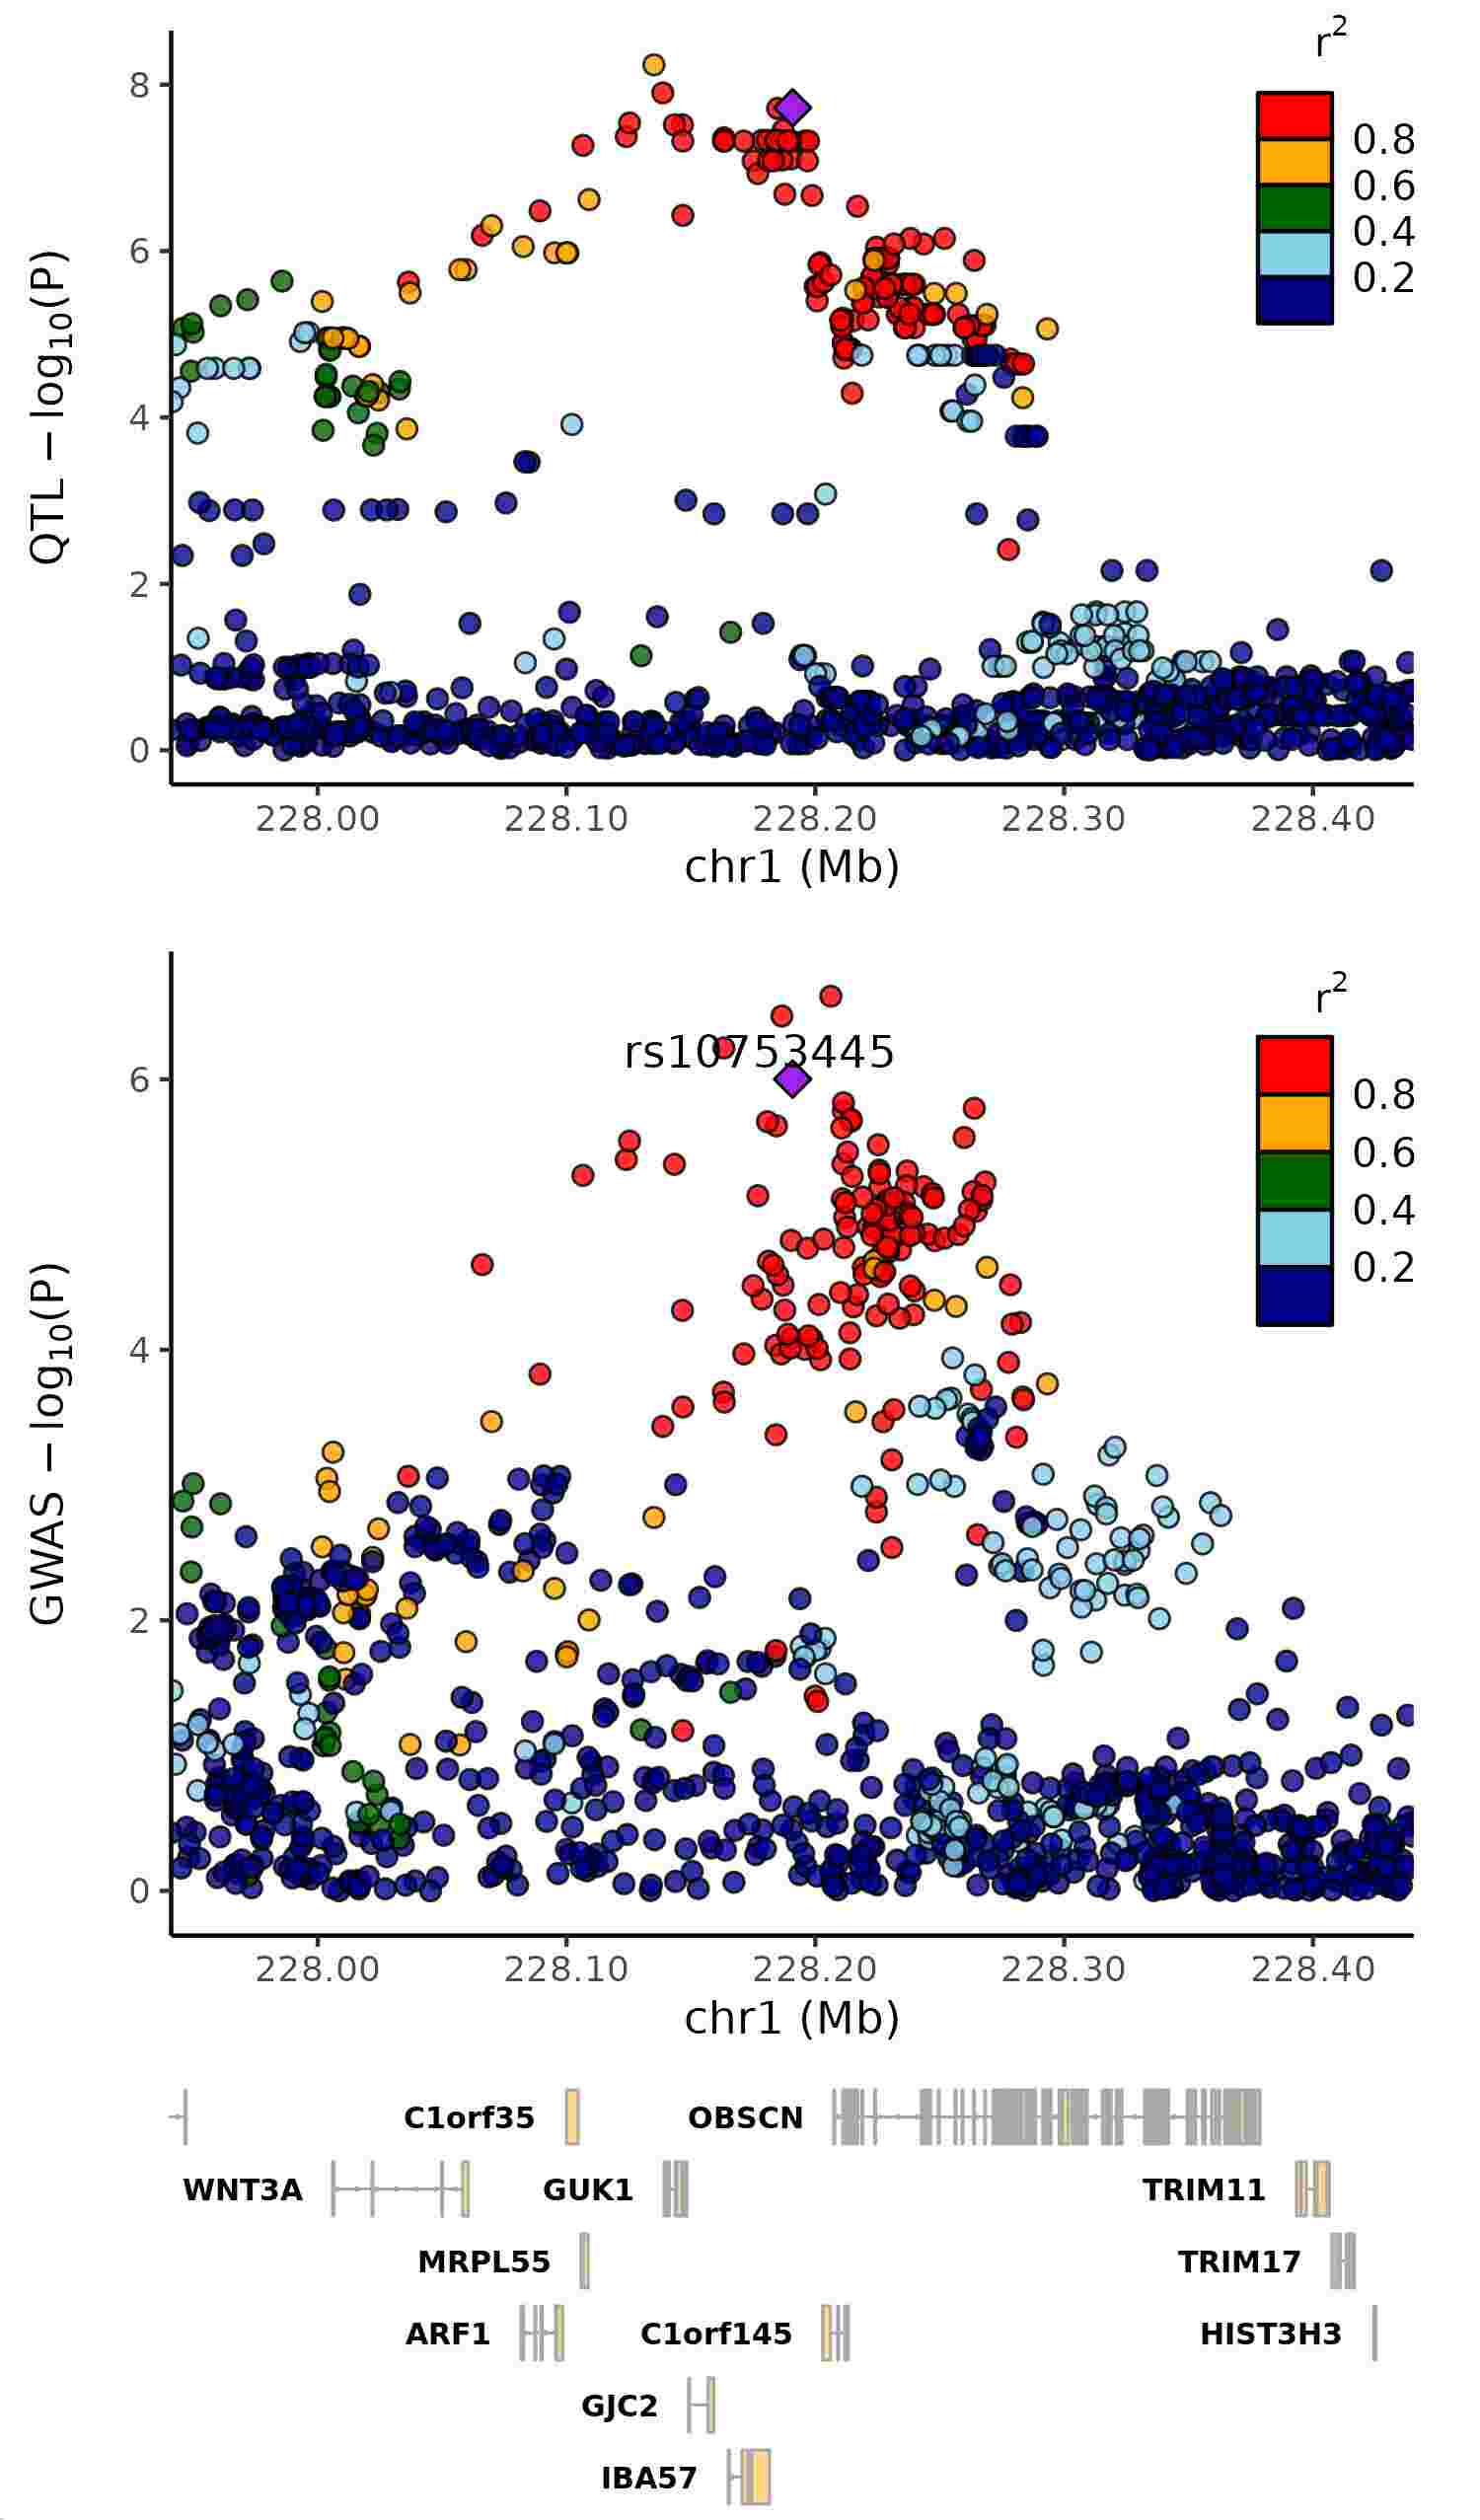 r2
8
6
4
2
0
0.8
0.6
0.4
0.2
QTL − log10(P)
228.00 228.10 228.20 228.30 228.40
chr1 (Mb)
r2
rs10753445
6
4
2
0
0.8
0.6
0.4
0.2
GWAS − log10(P)
228.00 228.10 228.20 228.30 228.40
chr1 (Mb)
C1orf35 OBSCN
WNT3A GUK1 TRIM11
MRPL55 TRIM17
ARF1 C1orf145 HIST3H3
GJC2
IBA57